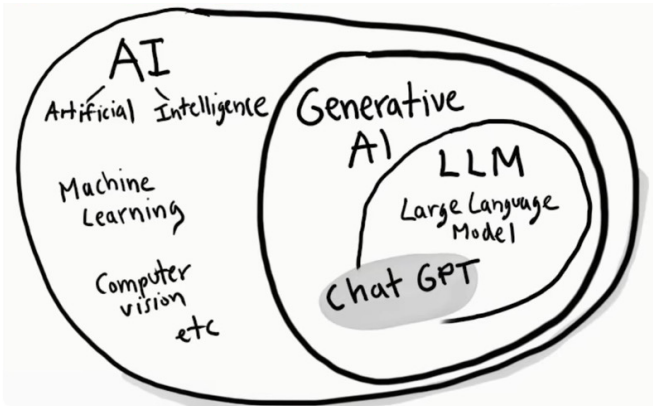 AI
Artificial Intelligence
Machine
Learning
Computer
vision
etc
Generative
AI
LLM
Large Language
Model
Chat GPT